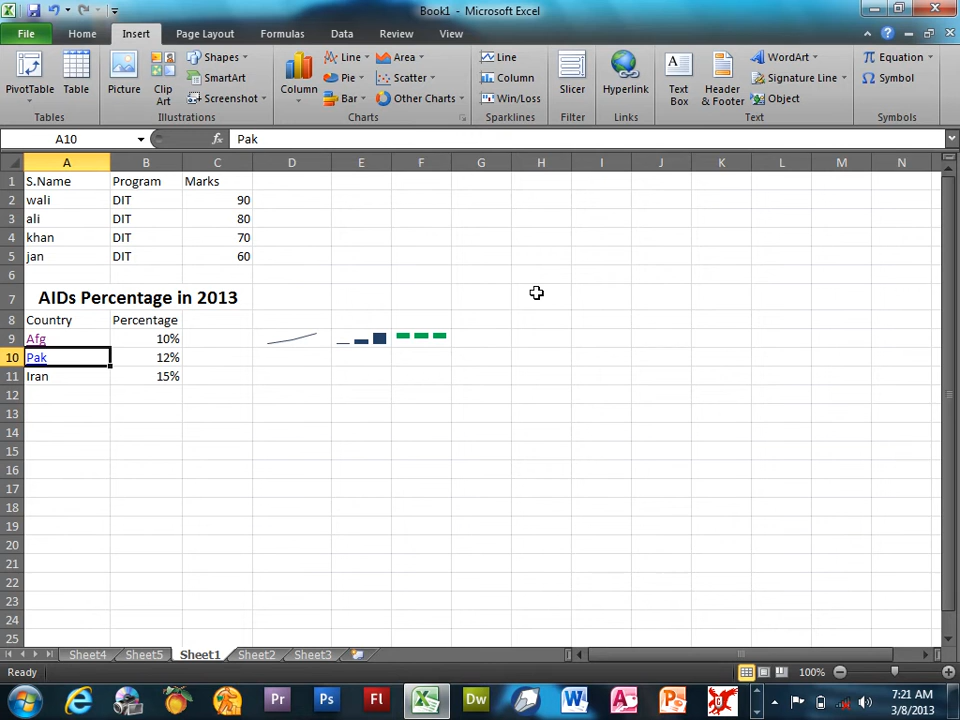 Book1 - Microsoft Excel
File Home Insert Page Layout Formulas Data Review View
PivotTable Table Picture Clip Art Shapes SmartArt Screenshot Column Line Pie Bar Area Scatter Other Charts Line Column Win/Loss Slicer Hyperlink Text Box Header & Footer WordArt Signature Line Object Equation Symbol
Tables Illustrations Charts Sparklines Filter Links Text Symbols
A10 fx Pak
A B C D E F G H I J K L M N
1 S.Name Program Marks
2 wali DIT 90
3 ali DIT 80
4 khan DIT 70
5 jan DIT 60
6
7 AIDs Percentage in 2013
8 Country Percentage
9 Afg 10%
10 Pak 12%
11 Iran 15%
12
13
14
15
16
17
18
19
20
21
22
23
24
25
Sheet4 Sheet5 Sheet1 Sheet2 Sheet3
Ready 100%
Pr Ps Fl Dw
7:21 AM
3/8/2013